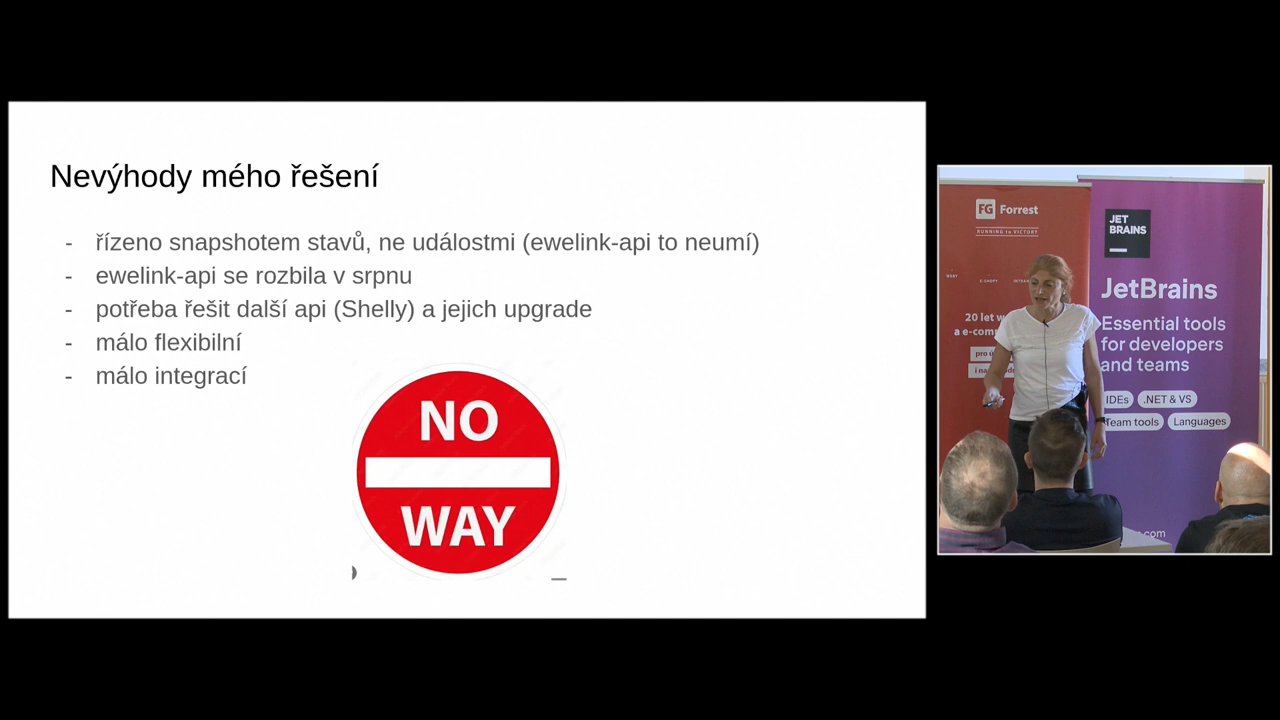 Nevýhody mého řešení
- řízeno snapshotem stavů, ne událostmi (ewelink-api to neumí)
- ewelink-api se rozbila v srpnu
- potřeba řešit další api (Shelly) a jejich upgrade
- málo flexibilní
- málo integrací
NO
WAY
FG Forrest
RUNNING to VICTORY
E-SHOPY
20 let
a e-com
pro
JET
BRAINS
JetBrains
Essential tools
for developers
and teams
IDEs
.NET & VS
Team tools
Languages
.com